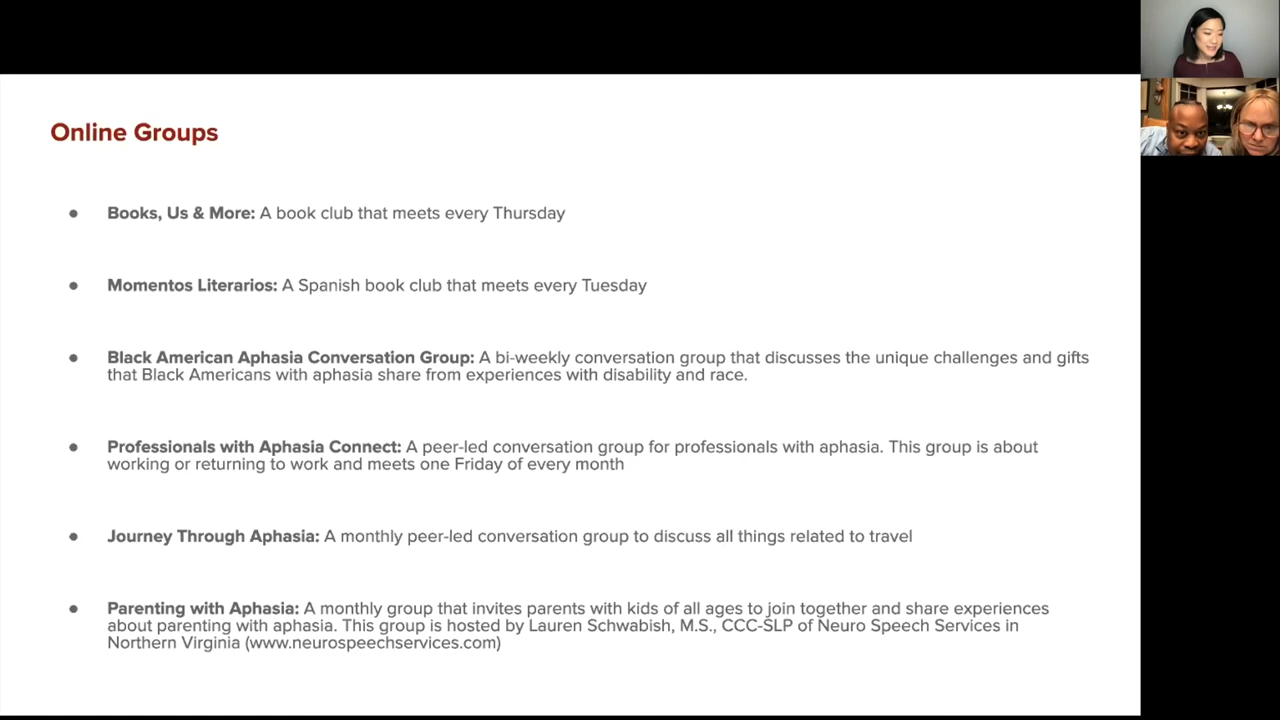 Online Groups
● Books, Us & More: A book club that meets every Thursday
● Momentos Literarios: A Spanish book club that meets every Tuesday
● Black American Aphasia Conversation Group: A bi-weekly conversation group that discusses the unique challenges and gifts
that Black Americans with aphasia share from experiences with disability and race.
● Professionals with Aphasia Connect: A peer-led conversation group for professionals with aphasia. This group is about
working or returning to work and meets one Friday of every month
● Journey Through Aphasia: A monthly peer-led conversation group to discuss all things related to travel
● Parenting with Aphasia: A monthly group that invites parents with kids of all ages to join together and share experiences
about parenting with aphasia. This group is hosted by Lauren Schwabish, M.S., CCC-SLP of Neuro Speech Services in
Northern Virginia (www.neurospeechservices.com)